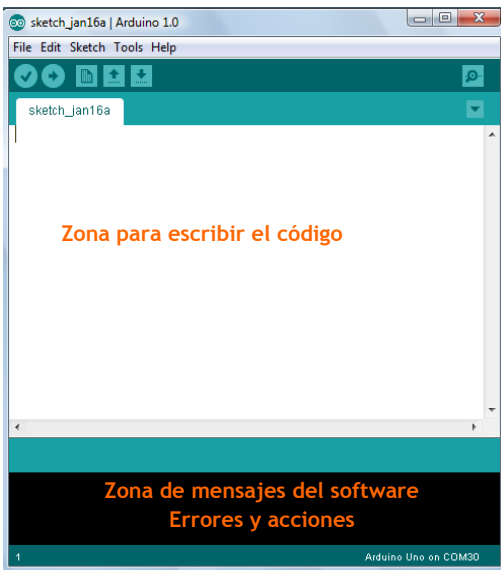 sketch_jan16a | Arduino 1.0
File Edit Sketch Tools Help
sketch_jan16a
Zona para escribir el código
Zona de mensajes del software
Errores y acciones
1 Arduino Uno on COM30